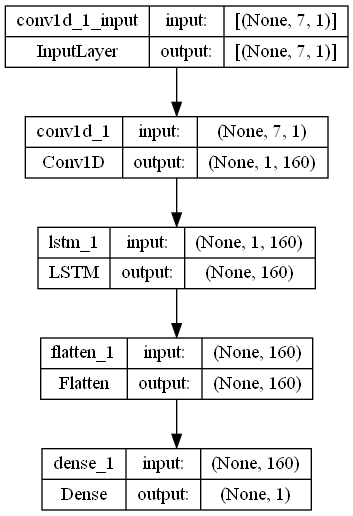 conv1d_1_input input: [(None, 7, 1)]
InputLayer output: [(None, 7, 1)]
conv1d_1 input: (None, 7, 1)
Conv1D output: (None, 1, 160)
lstm_1 input: (None, 1, 160)
LSTM output: (None, 160)
flatten_1 input: (None, 160)
Flatten output: (None, 160)
dense_1 input: (None, 160)
Dense output: (None, 1)